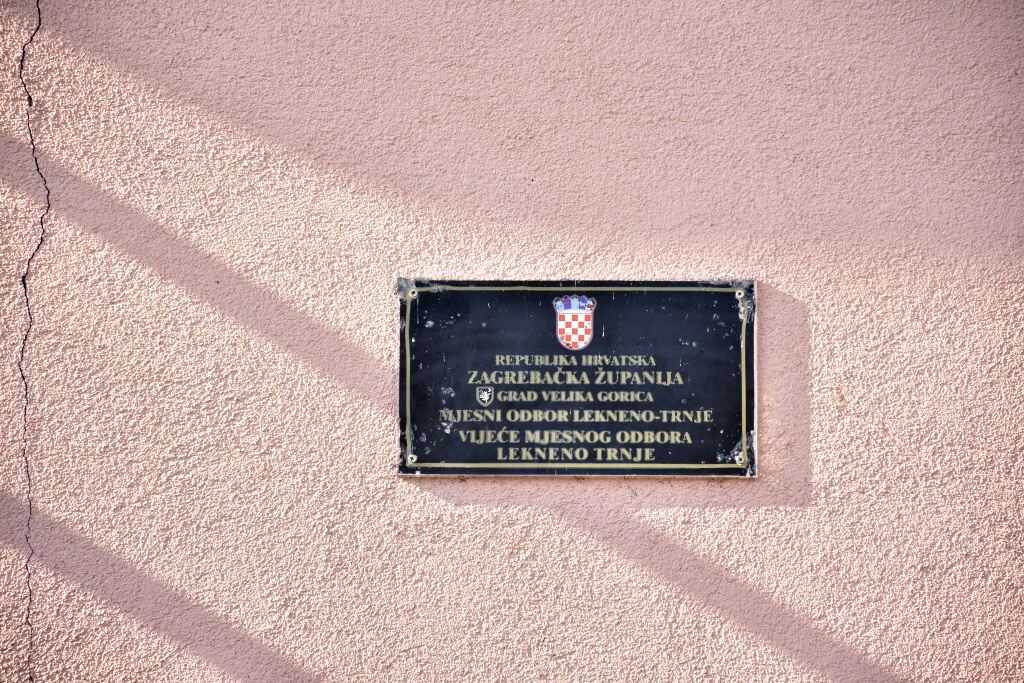 REPUBLIKA HRVATSKA
ZAGREBAČKA ŽUPANIJA
GRAD VELIKA GORICA
MJESNI ODBOR LEKNENO-TRNJE
VIJEĆE MJESNOG ODBORA
LEKNENO TRNJE